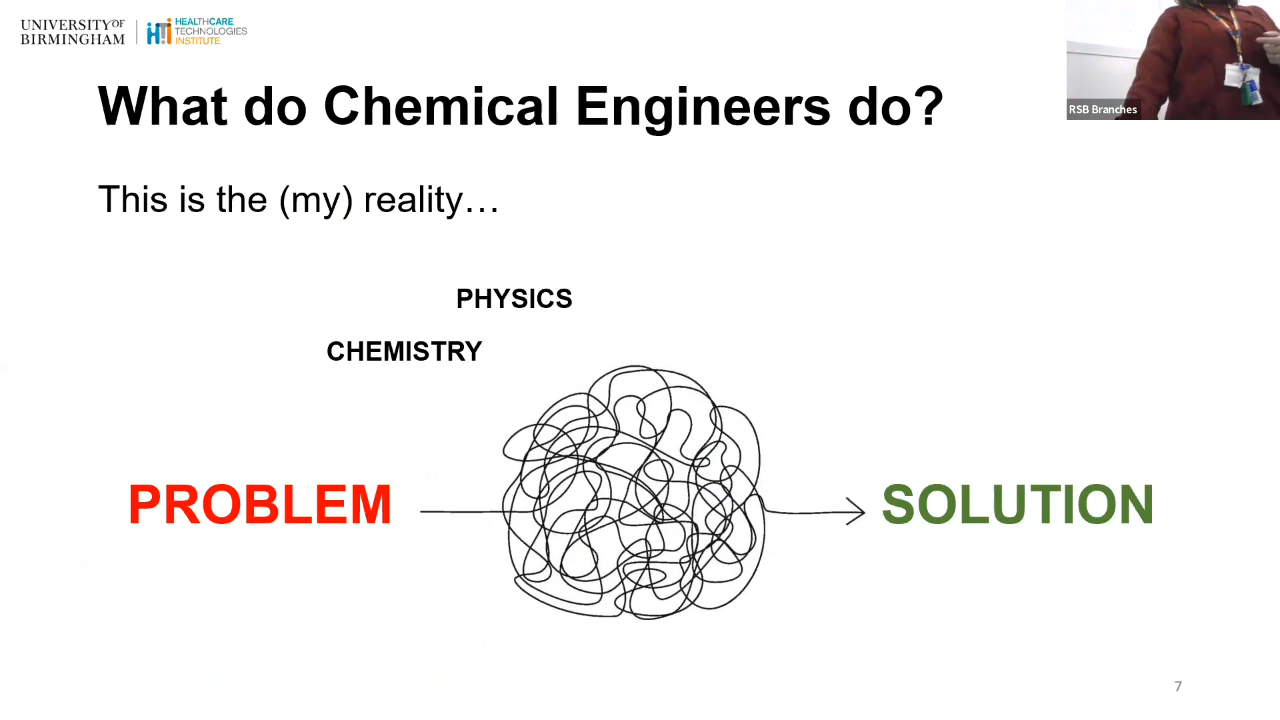 UNIVERSITY OF
BIRMINGHAM
HEALTHCARE
TECHNOLOGIES
INSTITUTE
RSB Branches
What do Chemical Engineers do?
This is the (my) reality…
PHYSICS
CHEMISTRY
PROBLEM
SOLUTION
7